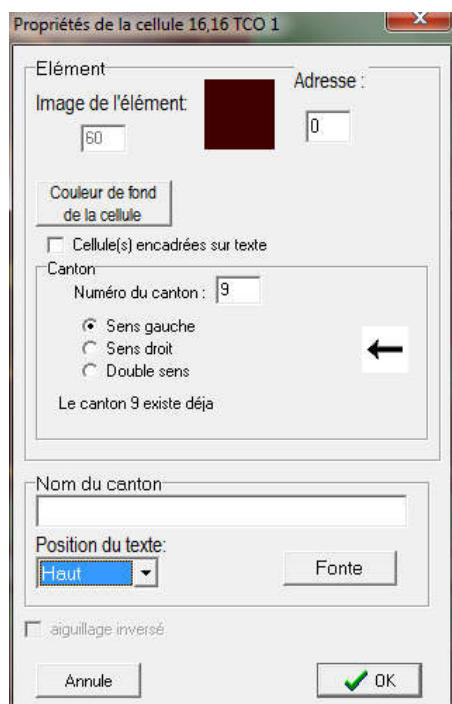 Propriétés de la cellule 16,16 TCO 1
Elément
Adresse :
Image de l'élément:
60
0
Couleur de fond
de la cellule
Cellule(s) encadrées sur texte
Canton
Numéro du canton : 9
Sens gauche
Sens droit
Double sens
Le canton 9 existe déja
Nom du canton
Position du texte:
Haut
Fonte
aiguillage inversé
Annule
OK